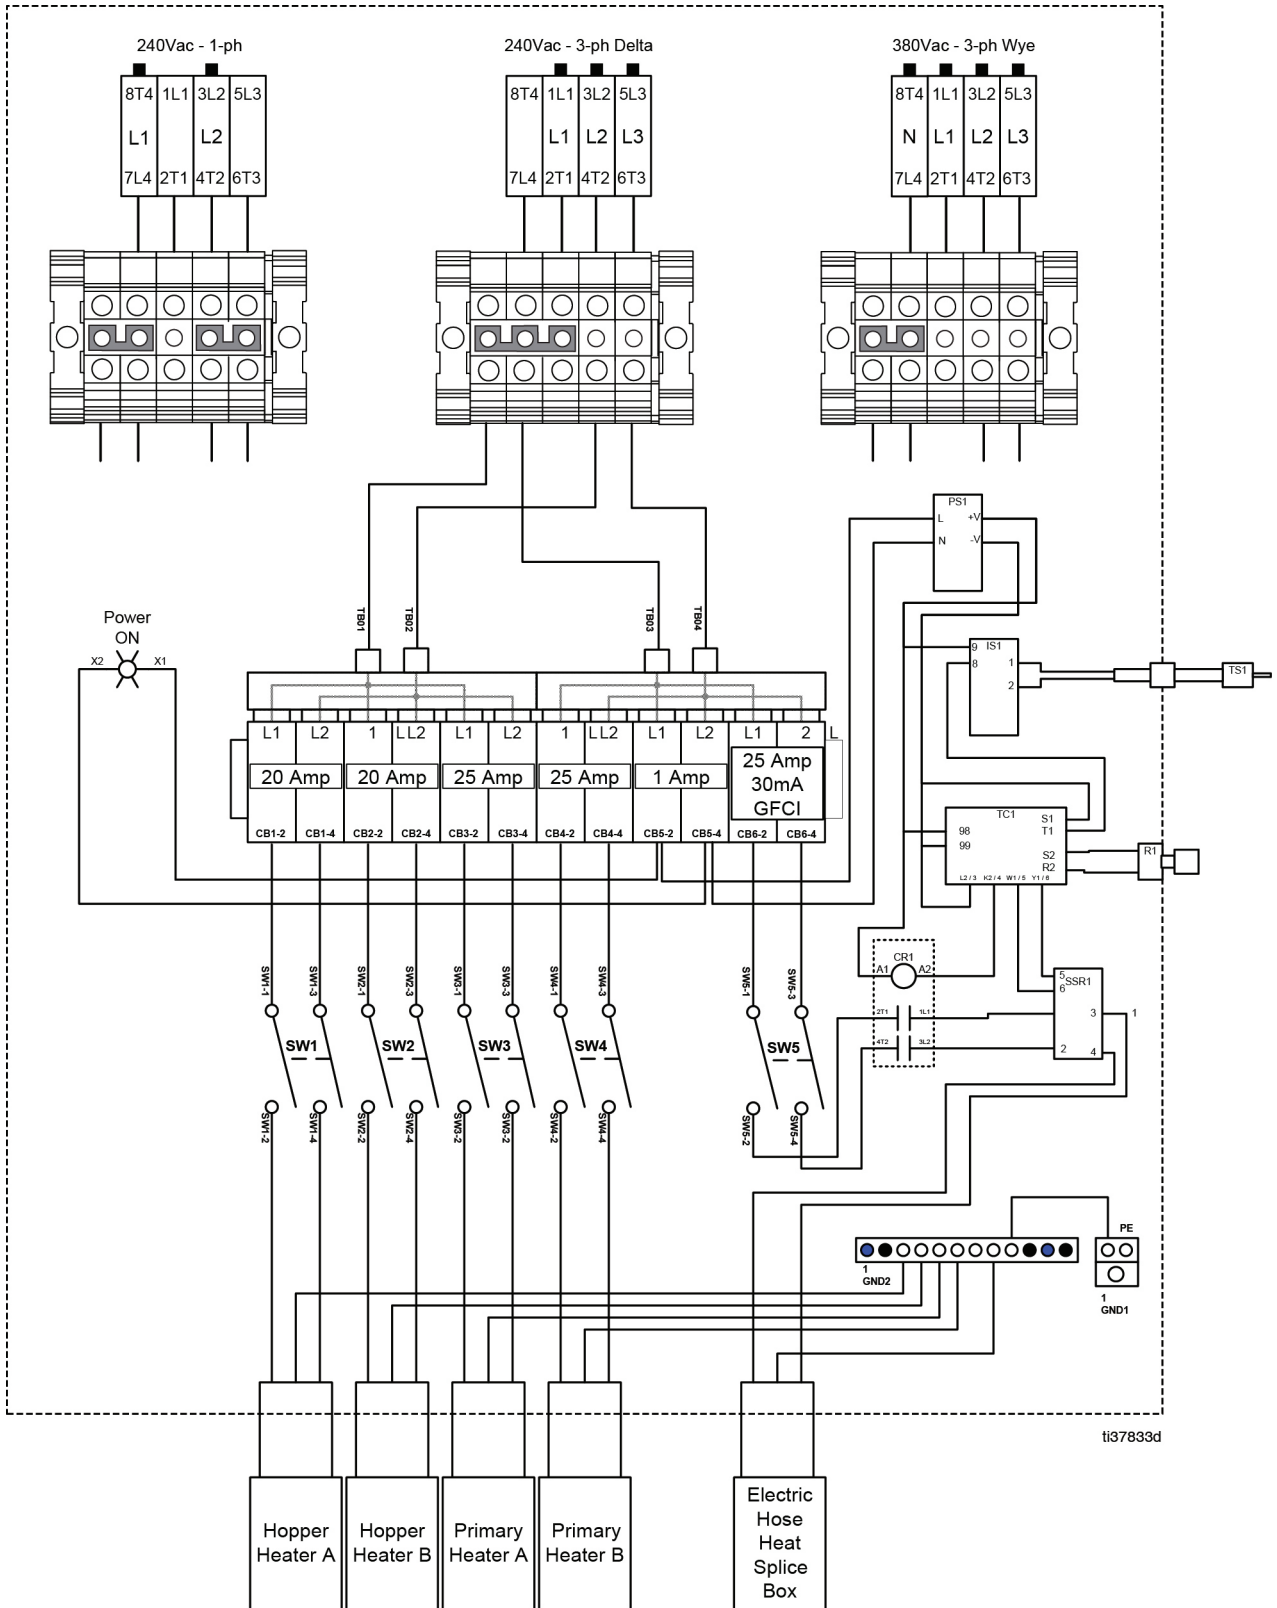 240Vac - 1-ph
240Vac - 3-ph Delta
380Vac - 3-ph Wye
8T4 1L1 3L2 5L3
8T4 1L1 3L2 5L3
8T4 1L1 3L2 5L3
L1 L2
L1 L2 L3
N L1 L2 L3
7L4 2T1 4T2 6T3
7L4 2T1 4T2 6T3
7L4 2T1 4T2 6T3
PS1
L +V
N -V
TB01
TB02
TB03
TB04
Power
ON
X2
X1
9 IS1
8
1
2
TS1
L1 L2 1 L L2 L1 L2 1 L L2 L1 L2 L1 2 L
20 Amp
20 Amp
25 Amp
25 Amp
1 Amp
25 Amp
30mA
GFCI
CB1-2 CB1-4 CB2-2 CB2-4 CB3-2 CB3-4 CB4-2 CB4-4 CB5-2 CB5-4 CB6-2 CB6-4
TC1
S1
T1
98
99
S2
R2
L2 / 3 K2 / 4 W1 / 5 Y1 / 6
R1
CR1
A1 A2
2T1 1L1
4T2 3L2
5
6
SSR1
3
2
4
1
SW1-1
SW1-3
SW2-1
SW2-3
SW3-1
SW3-3
SW4-1
SW4-3
SW5-1
SW5-3
SW1
SW2
SW3
SW4
SW5
SW1-2
SW1-4
SW2-2
SW2-4
SW3-2
SW3-2
SW4-2
SW4-4
SW5-2
SW5-4
1
GND2
PE
1
GND1
ti37833d
Hopper
Heater A
Hopper
Heater B
Primary
Heater A
Primary
Heater B
Electric
Hose
Heat
Splice
Box